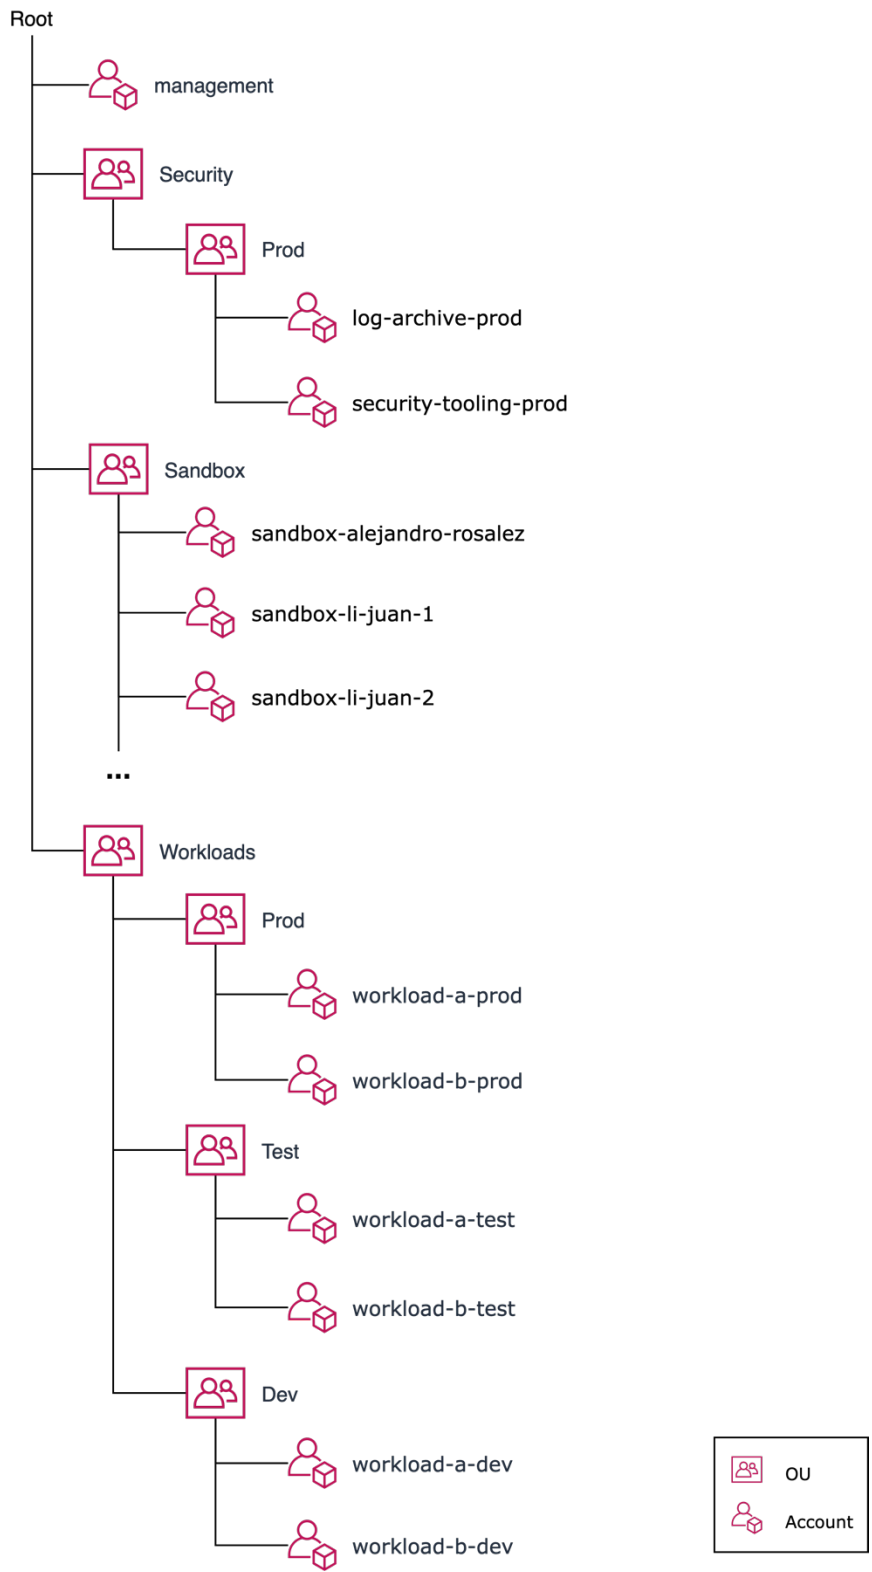 Root
management
Security
Prod
log-archive-prod
security-tooling-prod
Sandbox
sandbox-alejandro-rosalez
sandbox-li-juan-1
sandbox-li-juan-2
...
Workloads
Prod
workload-a-prod
workload-b-prod
Test
workload-a-test
workload-b-test
Dev
workload-a-dev
workload-b-dev
OU
Account